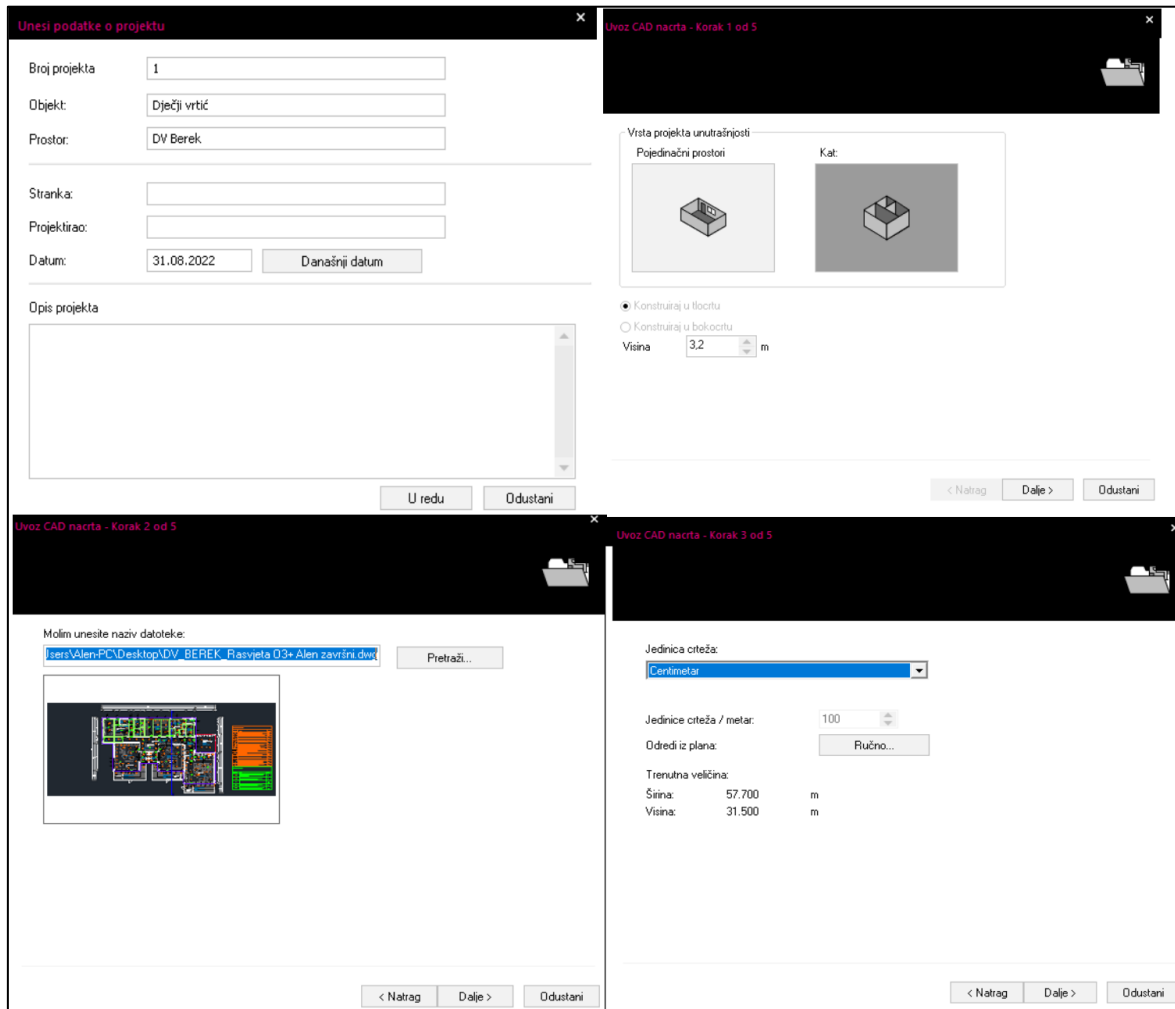 Unesi podatke o projektu
Broj projekta 1
Objekt: Dječji vrtić
Prostor: DV Berek
Stranka:
Projektirao:
Datum: 31.08.2022 Današnji datum
Opis projekta
U redu Odustani
Uvoz CAD nacrta - Korak 1 od 5
Vrsta projekta unutrašnjosti
Pojedinačni prostori Kat:
Konstruiraj u tlocrtu
Konstruiraj u bokocrtu
Visina 3,2 m
< Natrag Dalje > Odustani
Uvoz CAD nacrta - Korak 2 od 5
Molim unesite naziv datoteke:
Jsers\Alen-PC\Desktop\DV_BEREK_Rasvjeta 03+ Alen završni.dwg Pretraži...
< Natrag Dalje > Odustani
Uvoz CAD nacrta - Korak 3 od 5
Jedinica crteža:
Centimetar
Jedinice crteža / metar: 100
Odredi iz plana: Ručno...
Trenutna veličina:
Širina: 57.700 m
Visina: 31.500 m
< Natrag Dalje > Odustani